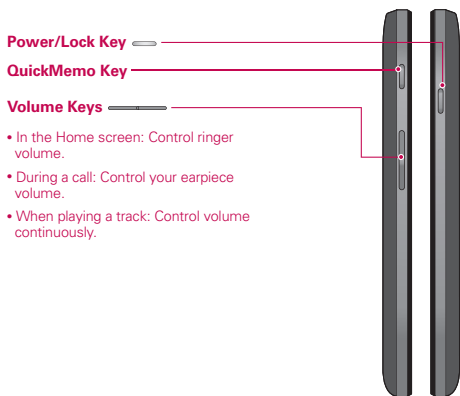 Power/Lock Key
QuickMemo Key
Volume Keys
• In the Home screen: Control ringer
volume.
• During a call: Control your earpiece
volume.
• When playing a track: Control volume
continuously.